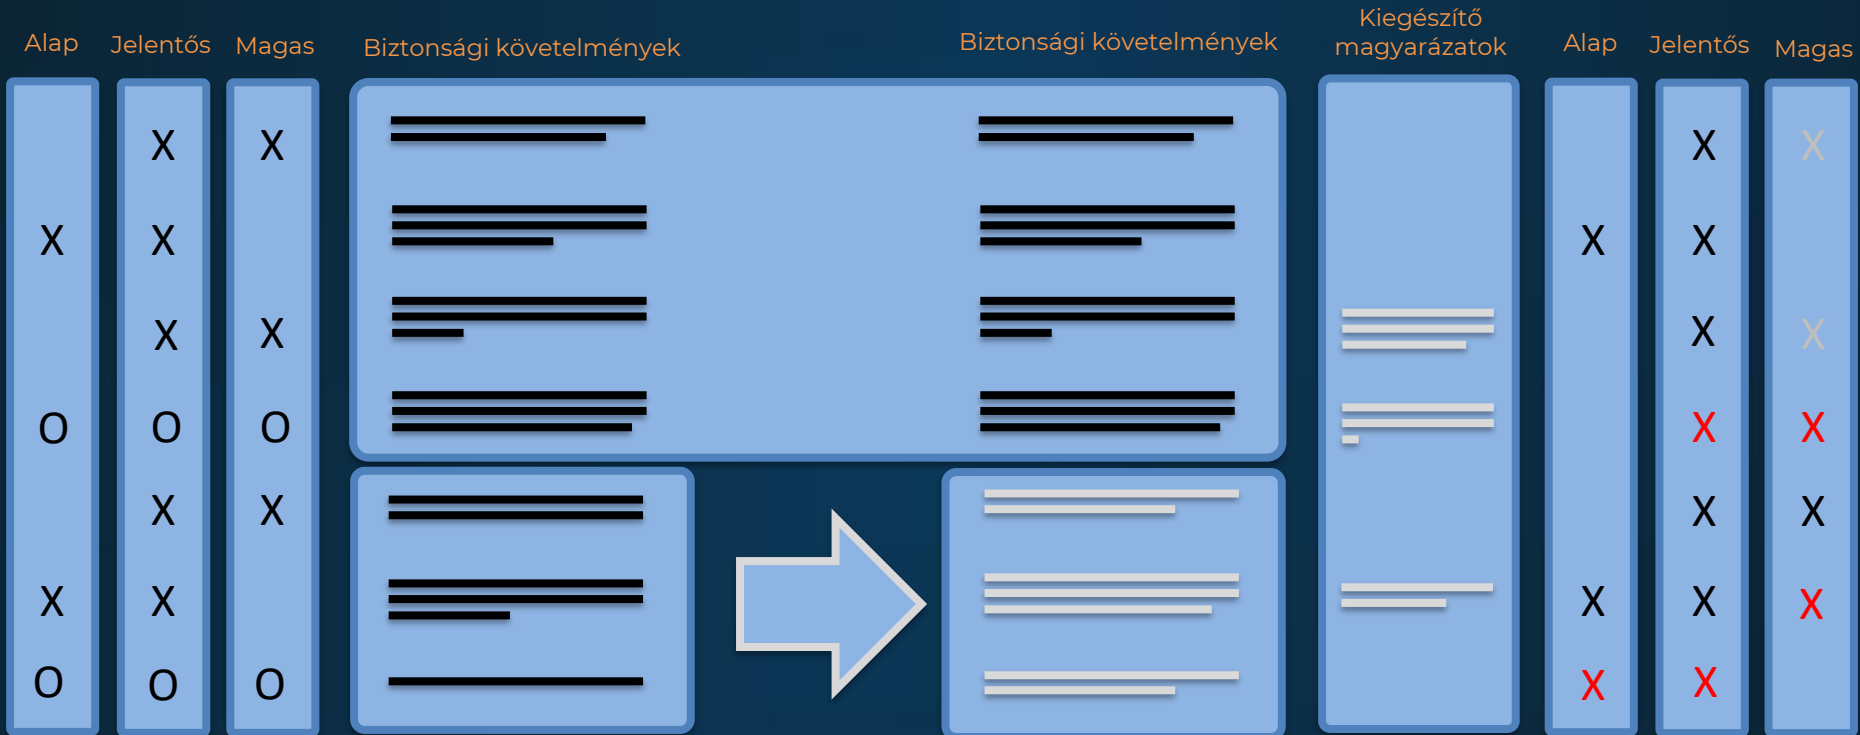 Alap Jelentős Magas Biztonsági követelmények Biztonsági követelmények Kiegészítő
magyarázatok Alap Jelentős Magas
X X X X
X X X X
X X X X
O O O X X
X X X X
X X X X X
O O O X X